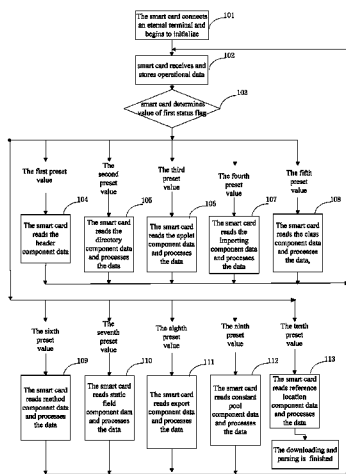 The smart card connects
an eternal terminal and
begins to initialize
101
smart card receives and
stores operational data
102
smart card determines
value of first status flag
103
The first preset
value
The
second
preset
value
The third
preset
value
The fourth
preset
value
The fifth
preset
value
104
105
106
107
108
The smart card
reads the
header
component data
The smart card
reads the
directory
component data
and processes
the data
The smart card
reads the applet
component data
and processes
the data
The smart card
reads the
Importing
component data
and processes
the data
The smart card
reads the class
component data
and processes
the data,
The sixth
preset
value
The
seventh
preset
value
The eighth
preset
value
The ninth
preset
value
The tenth
preset
value
109
110
111
112
113
The smart card
reads method
component data
and processes
the data
The smart card
reads static
field
component data
and processes
the data
The smart card
reads export
component data
and processes
the data
The smart card
reads constant
pool
component data
and processes
the data
The smart card
reads reference
location
component data
and processes
the data
The downloading and
parsing is finished